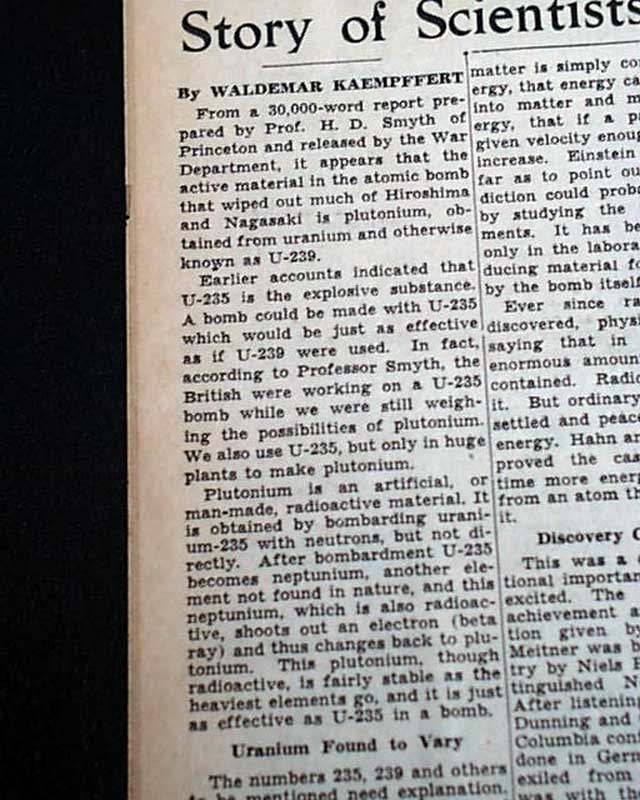 Story of Scientists
By WALDEMAR KAEMPFFERT
From a 30,000-word report pre-
pared by Prof. H. D. Smyth of
Princeton and released by the War
Department, it appears that the
active material in the atomic bomb
that wiped out much of Hiroshima
and Nagasaki is plutonium, ob-
tained from uranium and otherwise
known as U-239.
Earlier accounts indicated that
U-235 is the explosive substance.
A bomb could be made with U-235
which would be just as effective
as if U-239 were used. In fact,
according to Professor Smyth, the
British were working on a U-235
bomb while we were still weigh-
ing the possibilities of plutonium.
We also use U-235, but only in huge
plants to make plutonium.
Plutonium is an artificial, or
man-made, radioactive material. It
is obtained by bombarding urani-
um-235 with neutrons, but not di-
rectly. After bombardment U-235
becomes neptunium, another ele-
ment not found in nature, and this
neptunium, which is also radioac-
tive, shoots out an electron (beta
ray) and thus changes back to plu-
tonium. This plutonium, though
radioactive, is fairly stable as the
heaviest elements go, and it is just
as effective as U-235 in a bomb.
Uranium Found to Vary
The numbers 235, 239 and others
to be mentioned need explanation.
matter is simply
ergy, that energy
into matter and
ergy, that if a
given velocity
increase. Einstein
far as to point
diction could
by studying the
ments. It has
only in the
ducing material
by the bomb
Ever since
discovered,
saying that in
enormous
contained.
it. But ordinary
settled and
energy. Hahn
proved the
time more
from an atom
it.
Discovery
This was a
tional
excited. The
achievement
tion given by
Meitner was
try by Niels
tinguished
After listening
Dunning and
Columbia
done in
exiled from
was with